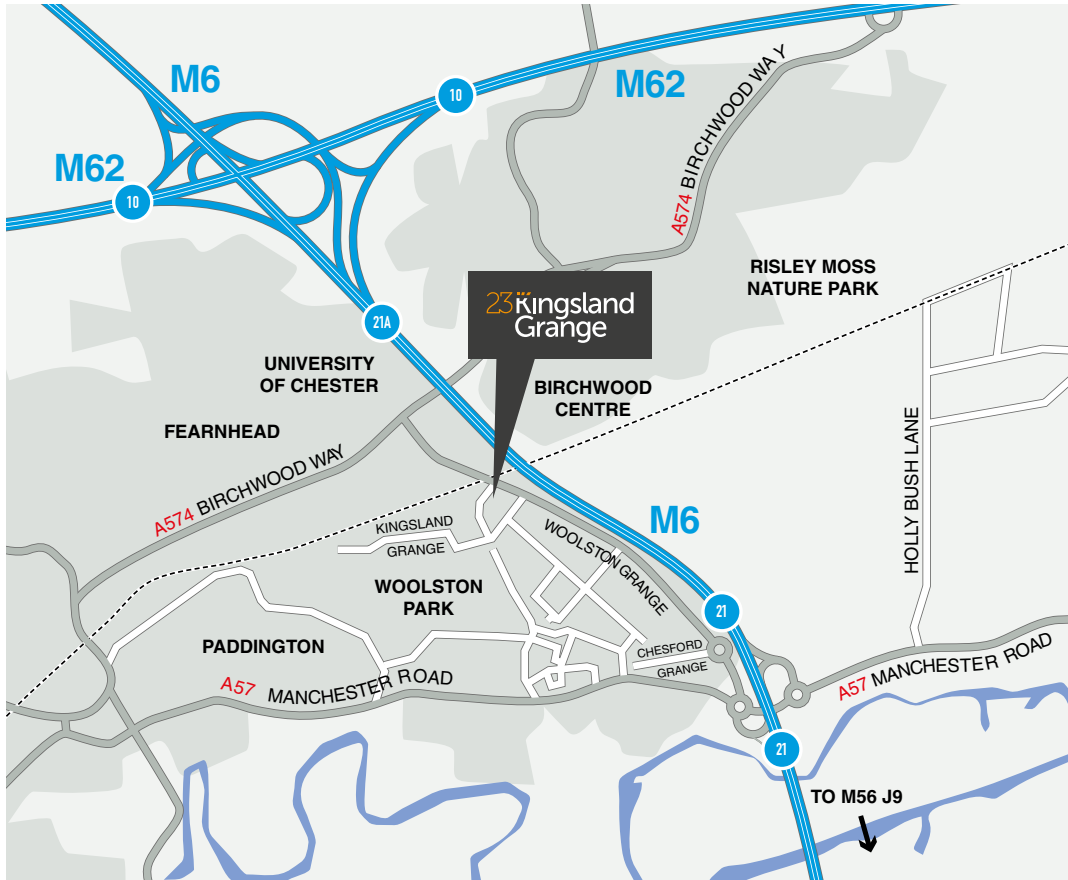 M6
M62
10
M62
10
A574 BIRCHWOOD WAY
RISLEY MOSS
NATURE PARK
23 Kingsland
Grange
21A
UNIVERSITY
OF CHESTER
BIRCHWOOD
CENTRE
FEARNHEAD
A574 BIRCHWOOD WAY
HOLLY BUSH LANE
M6
KINGSLAND
GRANGE
WOOLSTON GRANGE
WOOLSTON
PARK
21
PADDINGTON
CHESFORD
GRANGE
A57 MANCHESTER ROAD
A57 MANCHESTER ROAD
21
TO M56 J9